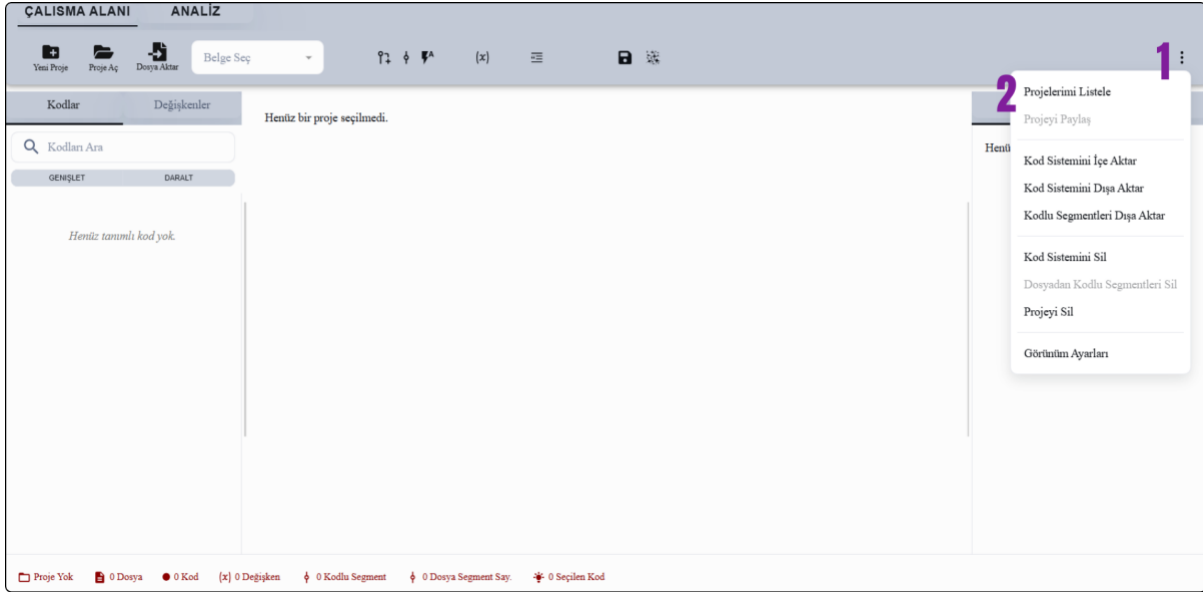 ÇALISMA ALANI
ANALİZ
Yeni Proje
Proje Aç
Dosya Aktar
Belge Seç
(x)
1
2
Kodlar
Değişkenler
Kodları Ara
GENIŞLET
DARALT
Henüz tanımlı kod yok.
Henüz bir proje seçilmedi.
Henü
Projelerimi Listele
Projeyi Paylaş
Kod Sistemini İçe Aktar
Kod Sistemini Dışa Aktar
Kodlu Segmentleri Dışa Aktar
Kod Sistemini Sil
Dosyadan Kodlu Segmentleri Sil
Projeyi Sil
Görünüm Ayarları
Proje Yok
0 Dosya
0 Kod
(x) 0 Değişken
0 Kodlu Segment
0 Dosya Segment Say.
0 Seçilen Kod